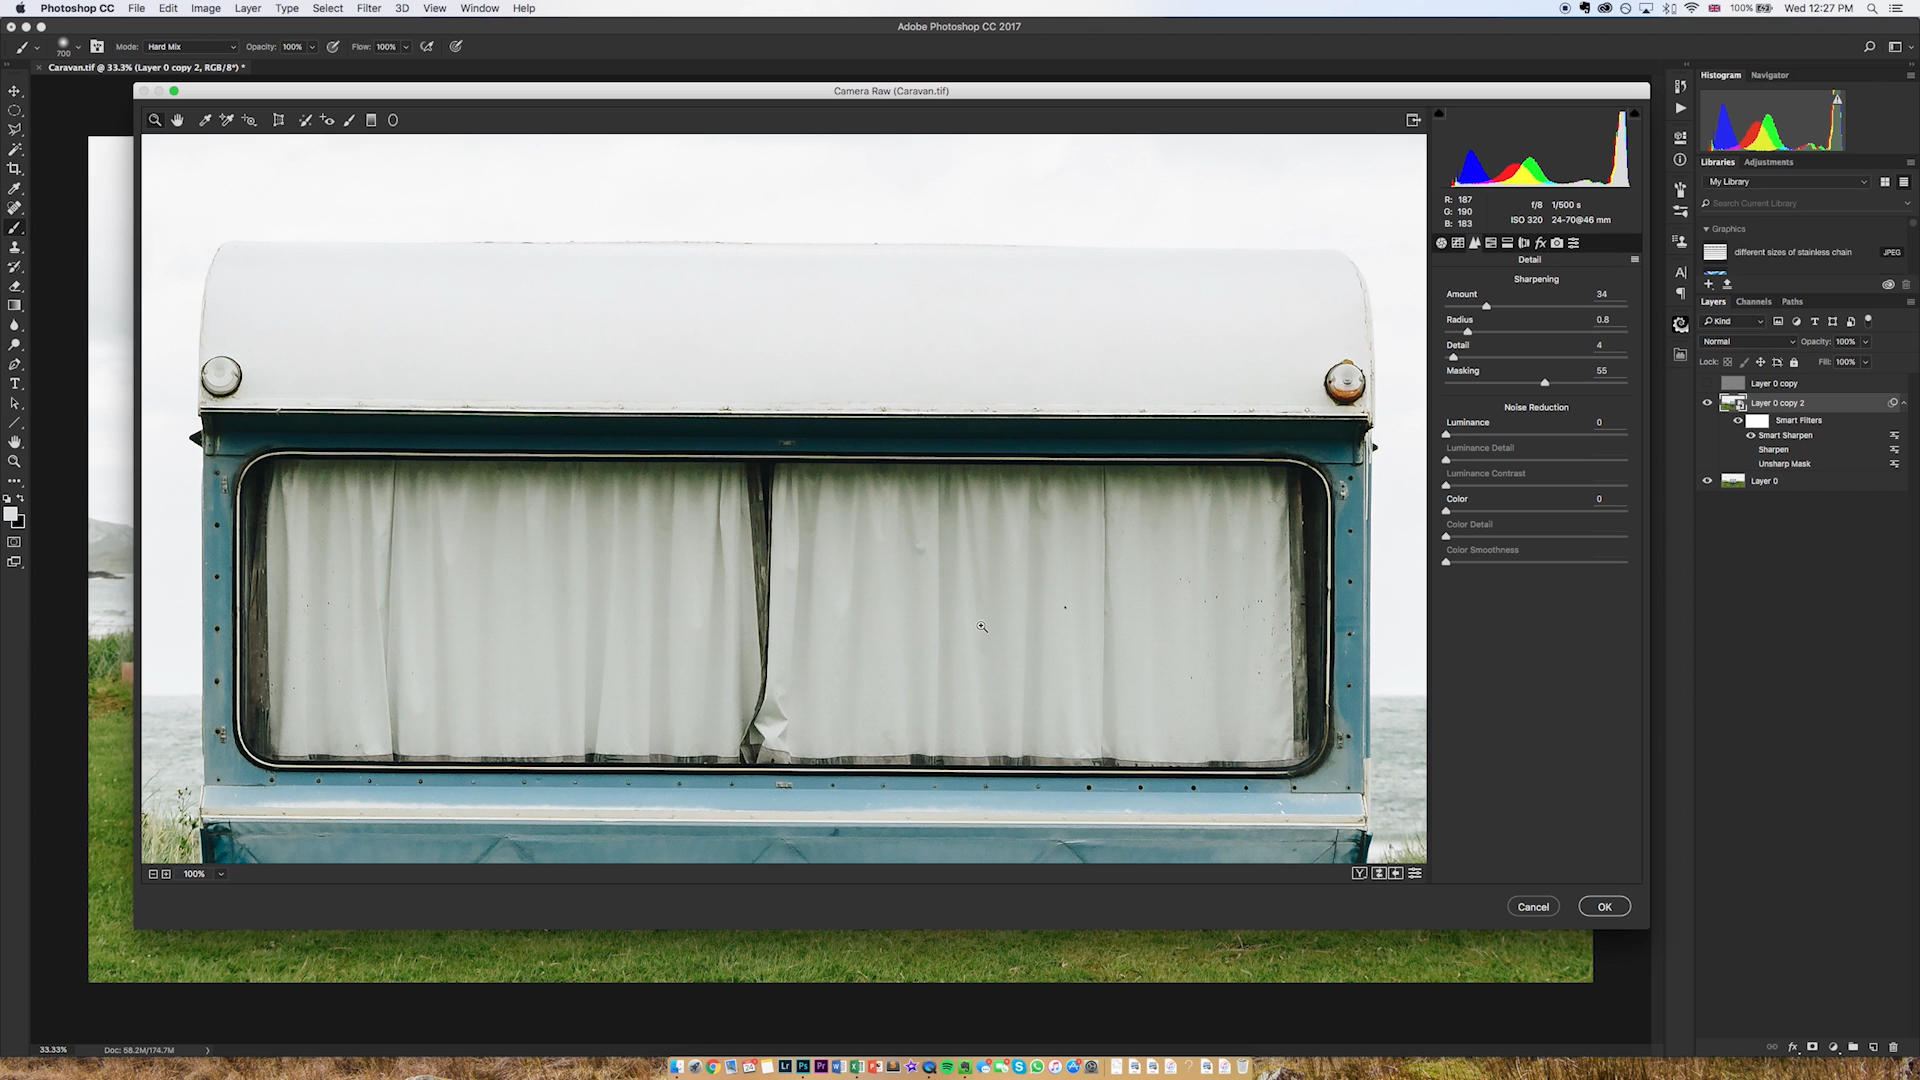 Photoshop CC File Edit Image Layer Type Select Filter 3D View Window Help 100% Wed 12:27 PM
Adobe Photoshop CC 2017
700 Mode: Hard Mix Opacity: 100% Flow: 100%
Caravan.tif @ 33.3% (Layer 0 copy 2, RGB/8*) *
Camera Raw (Caravan.tif)
R: 187
G: 190
B: 183
f/8 1/500 s
ISO 320 24-70@46 mm
Detail
Sharpening
Amount 34
Radius 0.8
Detail 4
Masking 55
Noise Reduction
Luminance 0
Luminance Detail
Luminance Contrast
Color 0
Color Detail
Color Smoothness
100%
Cancel OK
Histogram Navigator
Libraries Adjustments
My Library
Search Current Library
Graphics
different sizes of stainless chain JPEG
Layers Channels Paths
Kind
Normal Opacity: 100%
Lock: Fill: 100%
Layer 0 copy
Layer 0 copy 2
Smart Filters
Smart Sharpen
Sharpen
Unsharp Mask
Layer 0
33.33% Doc: 58.2M/174.7M
Lr Ps Pr